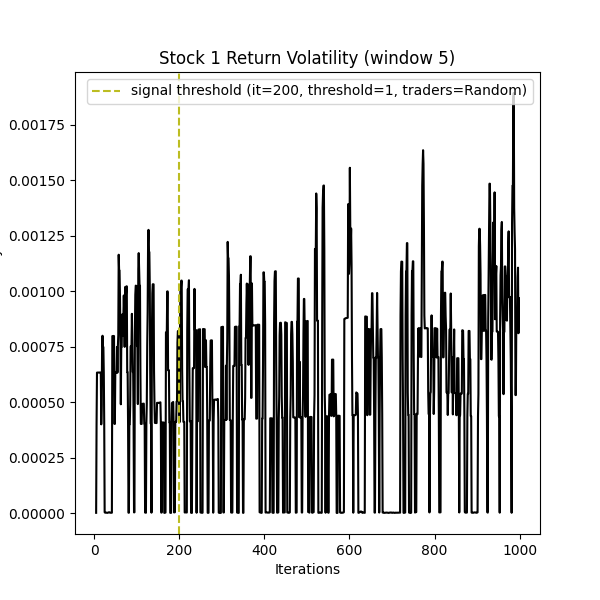 Stock 1 Return Volatility (window 5)
signal threshold (it=200, threshold=1, traders=Random)
0.00175
0.00150
0.00125
0.00100
0.00075
0.00050
0.00025
0.00000
0 200 400 600 800 1000
Iterations